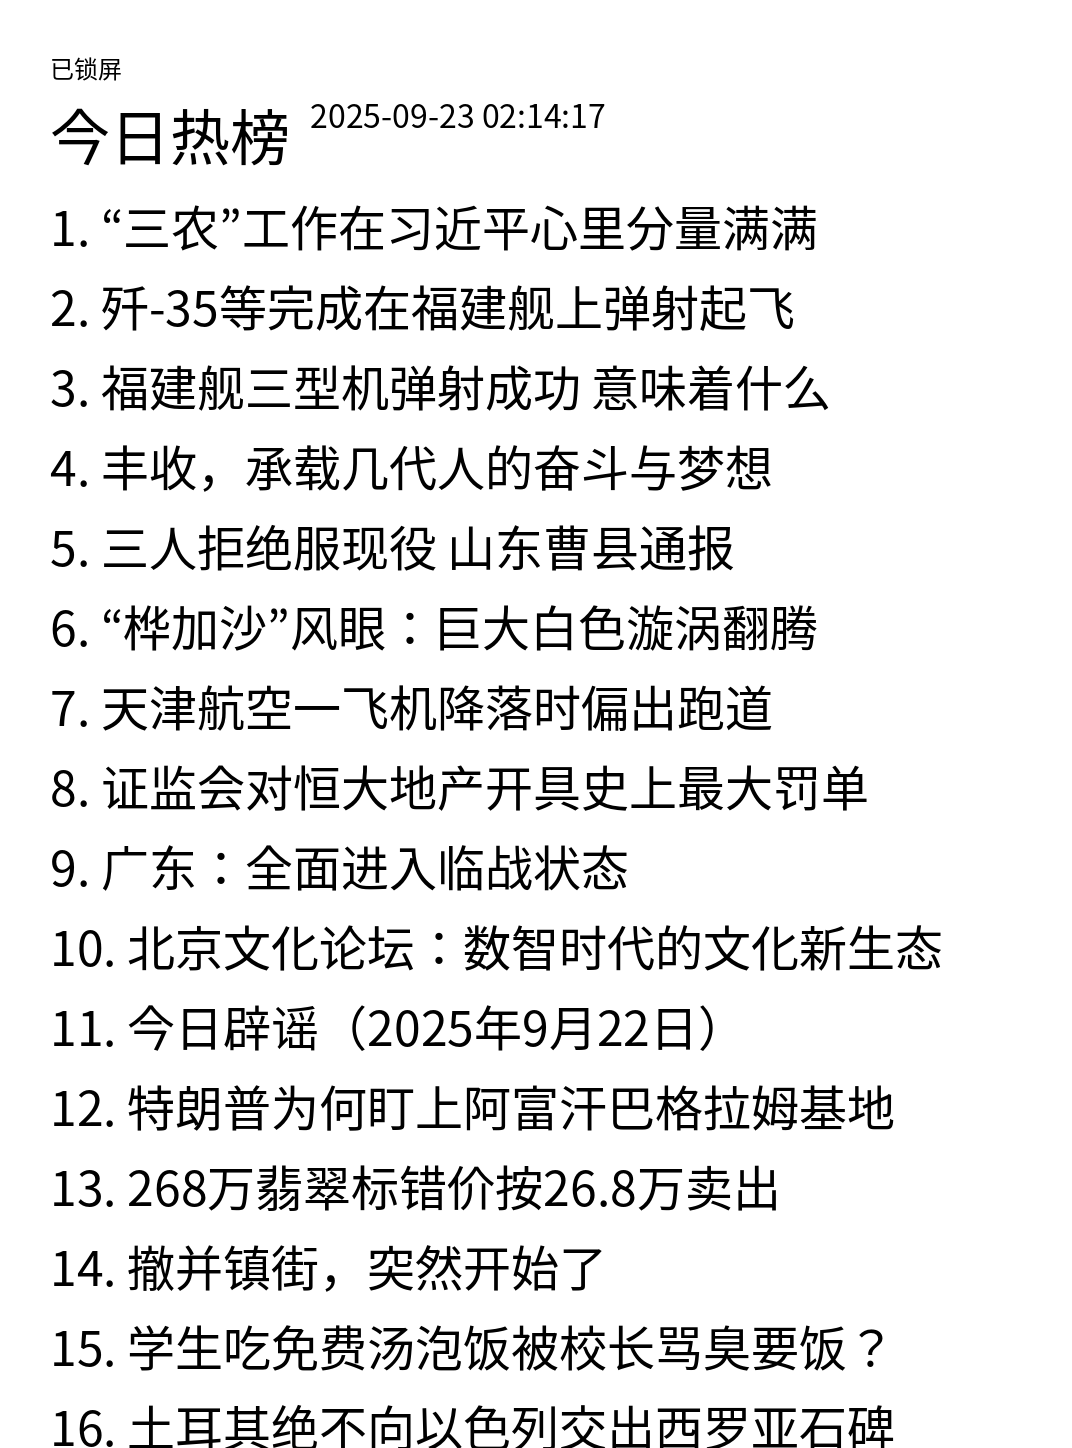 已锁屏
今日热榜 2025-09-23 02:14:17
1. “三农”工作在习近平心里分量满满
2. 歼-35等完成在福建舰上弹射起飞
3. 福建舰三型机弹射成功 意味着什么
4. 丰收，承载几代人的奋斗与梦想
5. 三人拒绝服现役 山东曹县通报
6. “桦加沙”风眼：巨大白色漩涡翻腾
7. 天津航空一飞机降落时偏出跑道
8. 证监会对恒大地产开具史上最大罚单
9. 广东：全面进入临战状态
10. 北京文化论坛：数智时代的文化新生态
11. 今日辟谣（2025年9月22日）
12. 特朗普为何盯上阿富汗巴格拉姆基地
13. 268万翡翠标错价按26.8万卖出
14. 撤并镇街，突然开始了
15. 学生吃免费汤泡饭被校长骂臭要饭？
16. 土耳其绝不向以色列交出西罗亚石碑